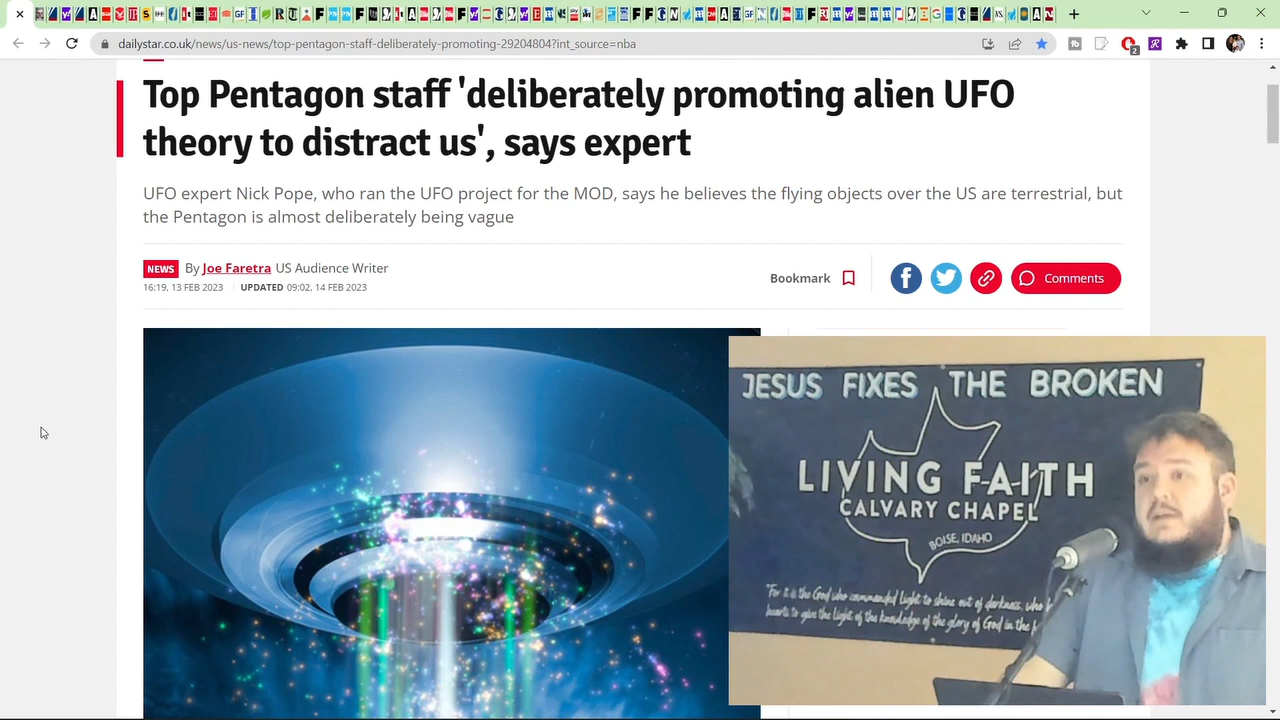 dailystar.co.uk/news/us-news/top-pentagon-staff-deliberately-promoting-29204804?int_source=nba
2
Top Pentagon staff 'deliberately promoting alien UFO
theory to distract us', says expert
UFO expert Nick Pope, who ran the UFO project for the MOD, says he believes the flying objects over the US are terrestrial, but
the Pentagon is almost deliberately being vague
NEWS By Joe Faretra US Audience Writer
16:19, 13 FEB 2023 UPDATED 09:02, 14 FEB 2023
Bookmark
Comments
JESUS FIXES THE BROKEN
LIVING FAITH
CALVARY CHAPEL
BOISE, IDAHO
"For it is the God who commanded light to shine out of darkness, who
hearts to give the light of the knowledge of the glory of God in the